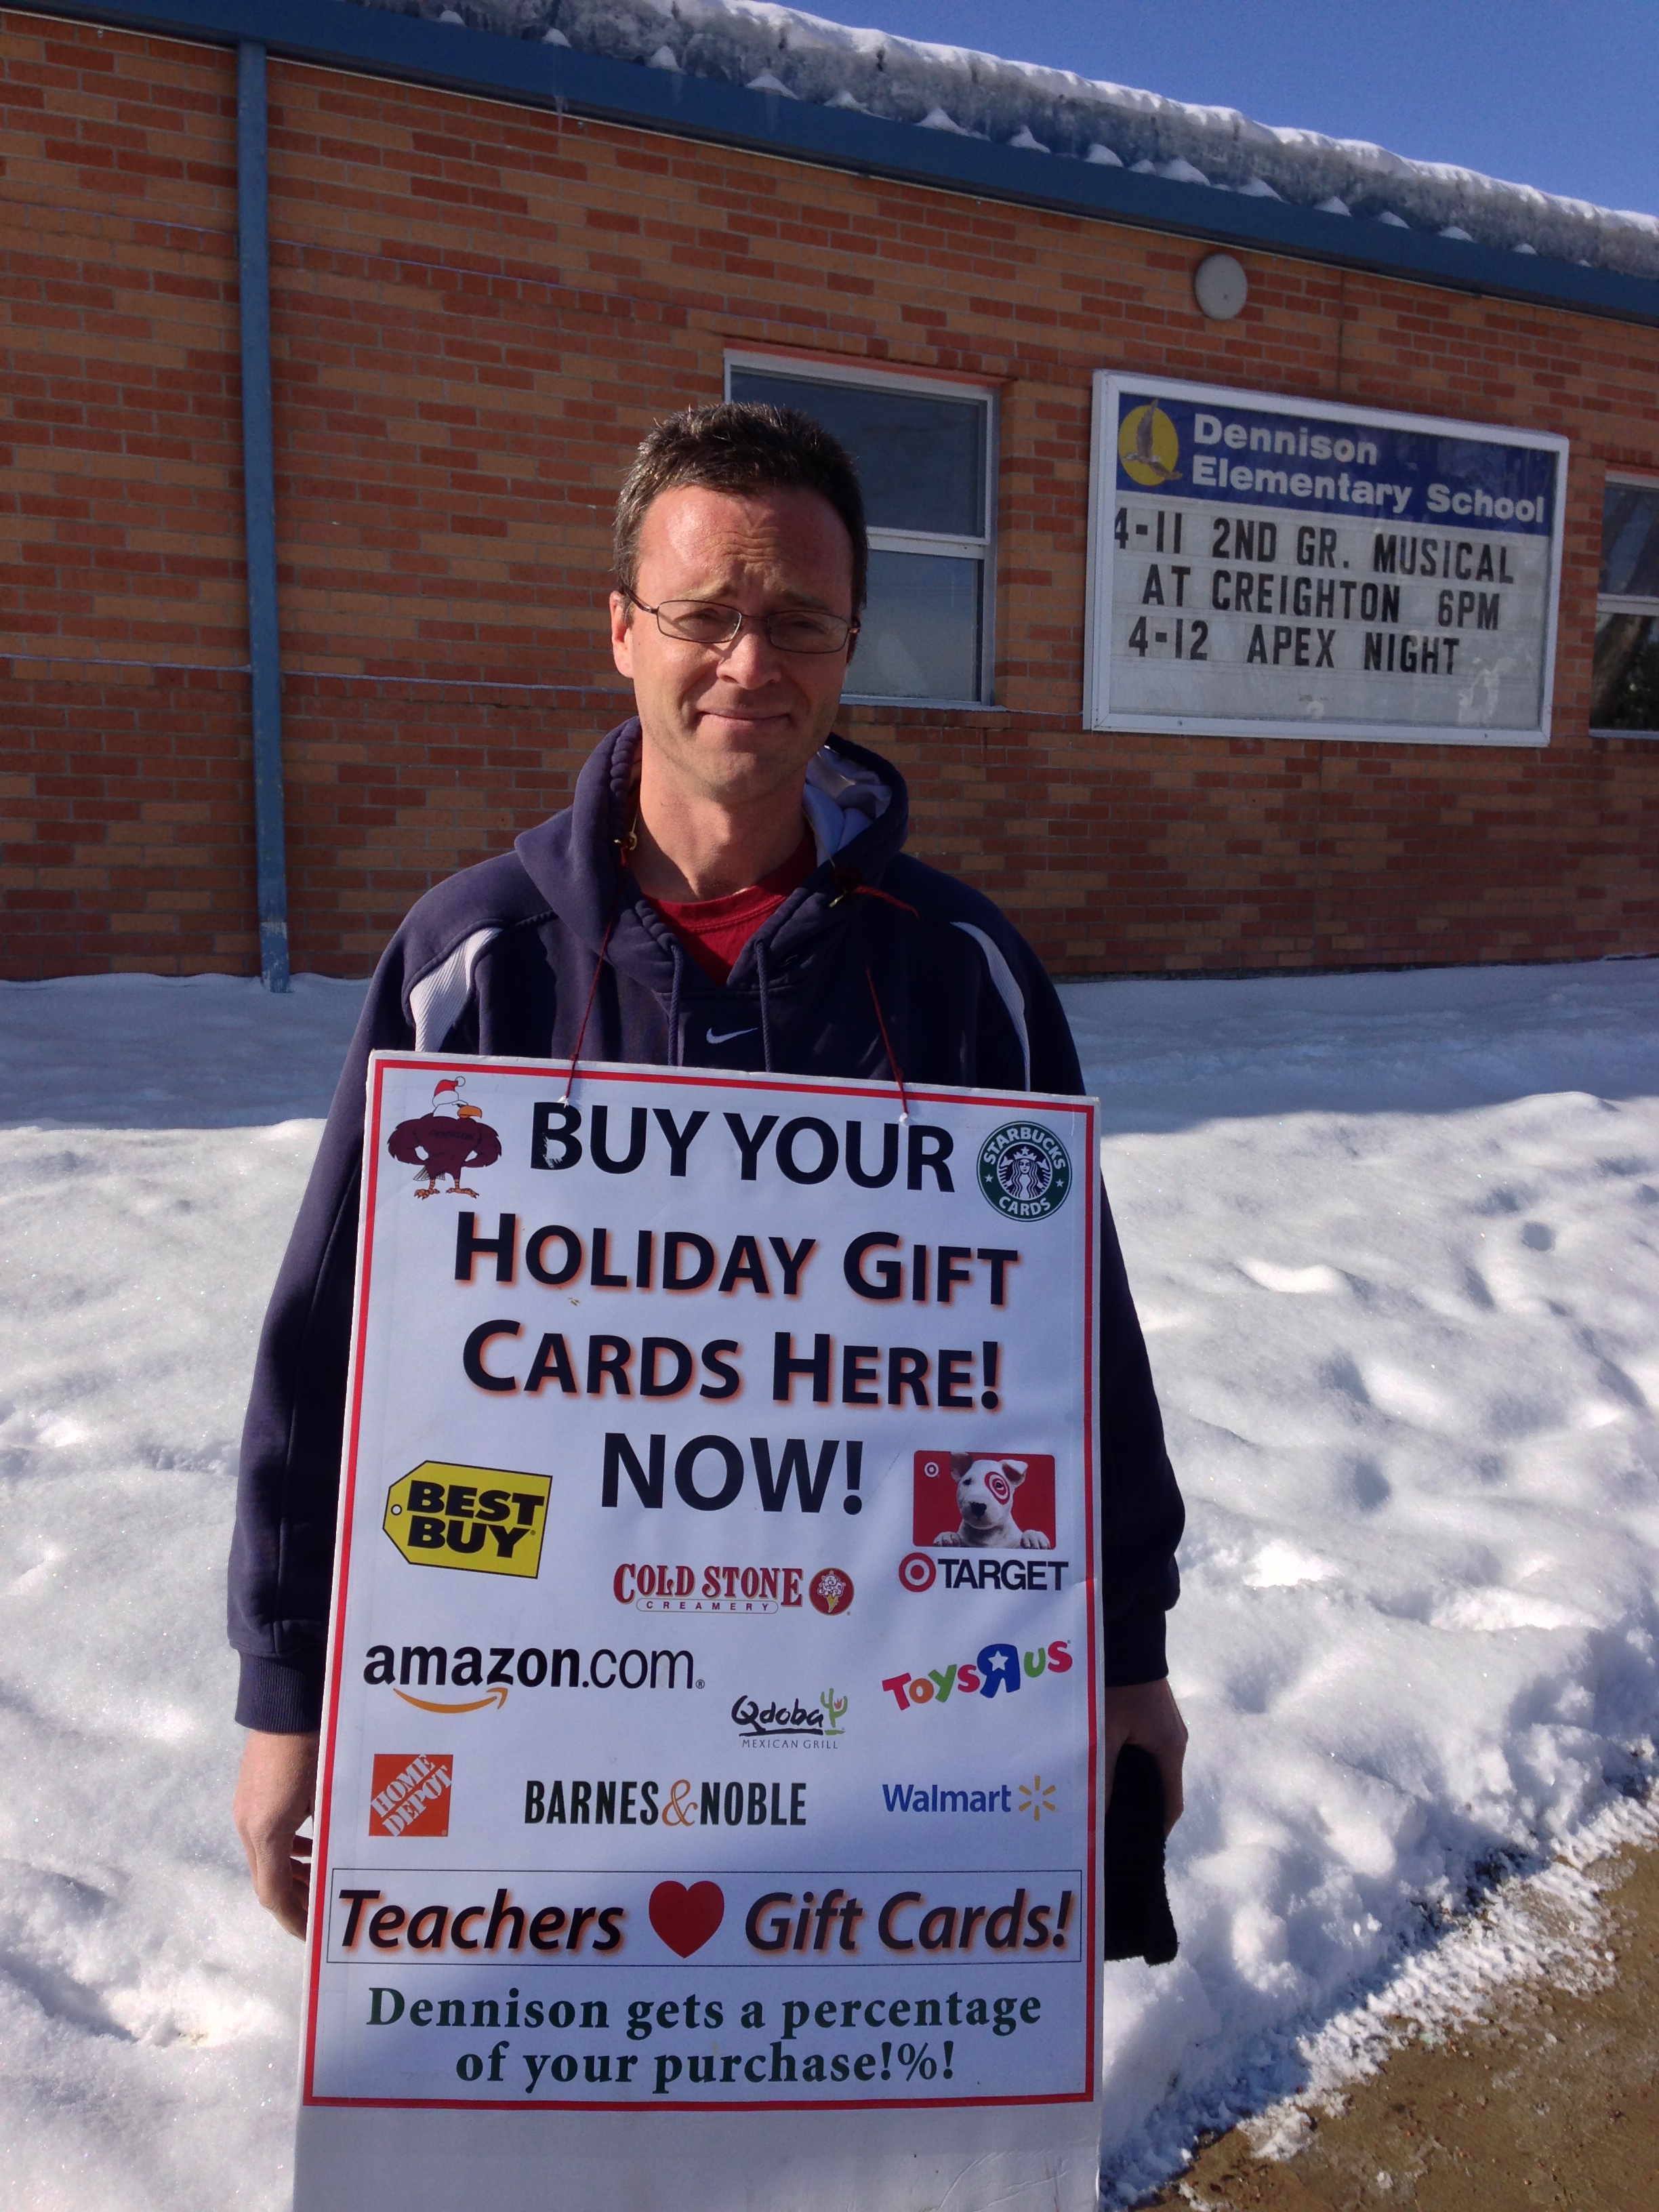 Dennison
Elementary School
4-11 2ND GR. MUSICAL
AT CREIGHTON 6PM
4-12 APEX NIGHT
BUY YOUR
STARBUCKS
CARDS
HOLIDAY GIFT
CARDS HERE!
NOW!
BEST
BUY
COLD STONE
CREAMERY
TARGET
amazon.com
TOYSЯUS
Qdoba
MEXICAN GRILL
HOME
DEPOT
BARNES&NOBLE
Walmart
Teachers ♥ Gift Cards!
Dennison gets a percentage
of your purchase!%!